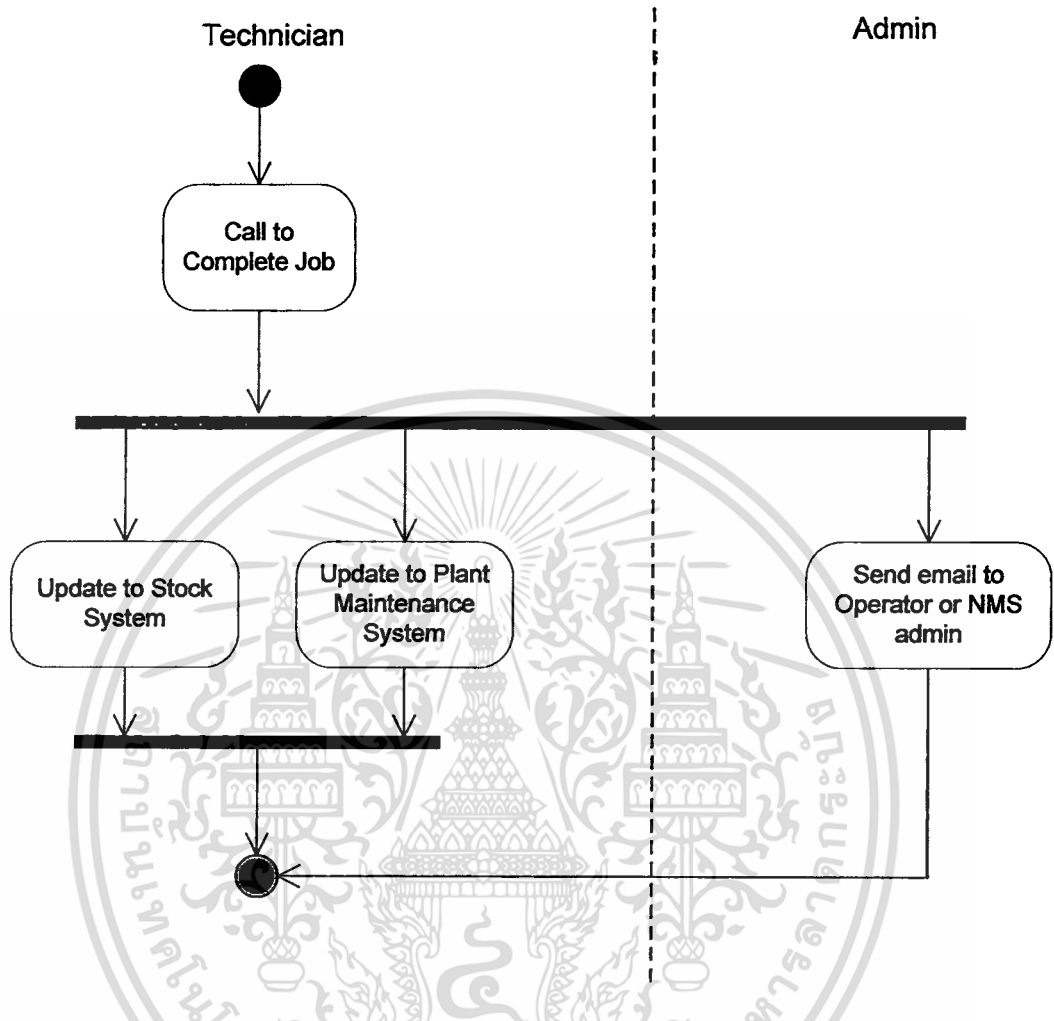 Technician
Admin
Call to
Complete Job
Update to Stock
System
Update to Plant
Maintenance
System
Send email to
Operator or NMS
admin